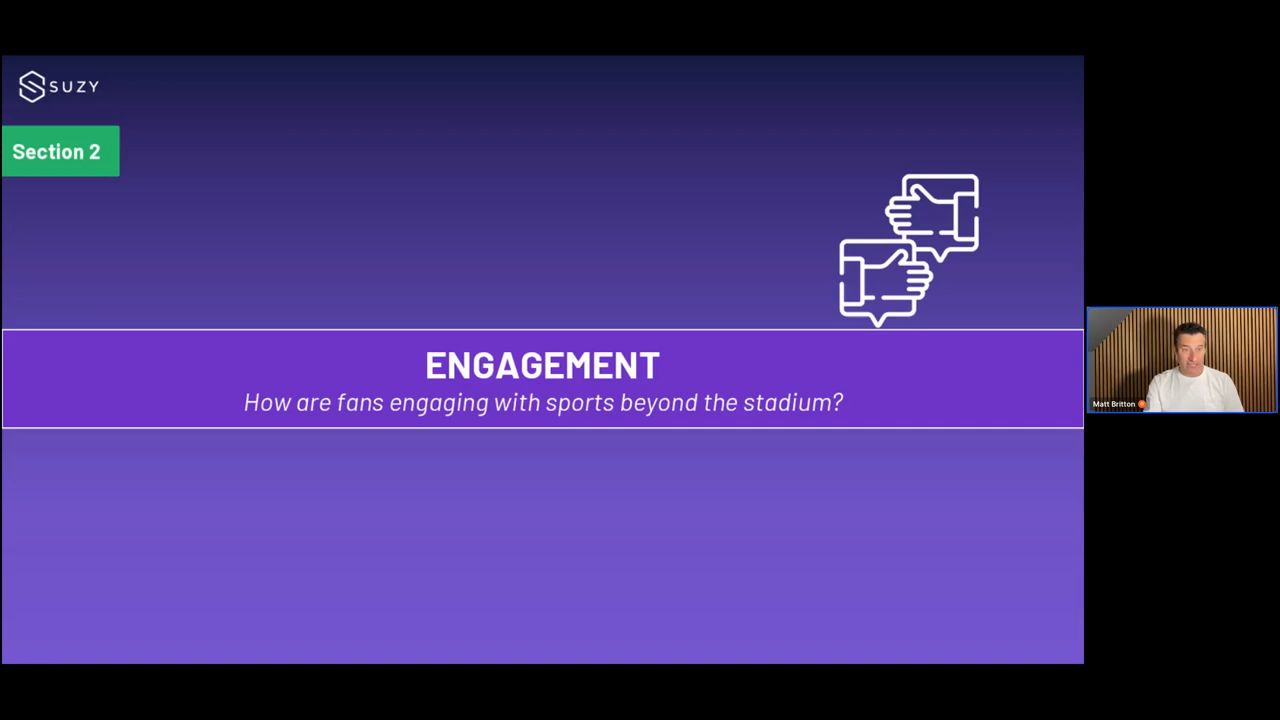 SUZY
Section 2
ENGAGEMENT
How are fans engaging with sports beyond the stadium?
Matt Britton